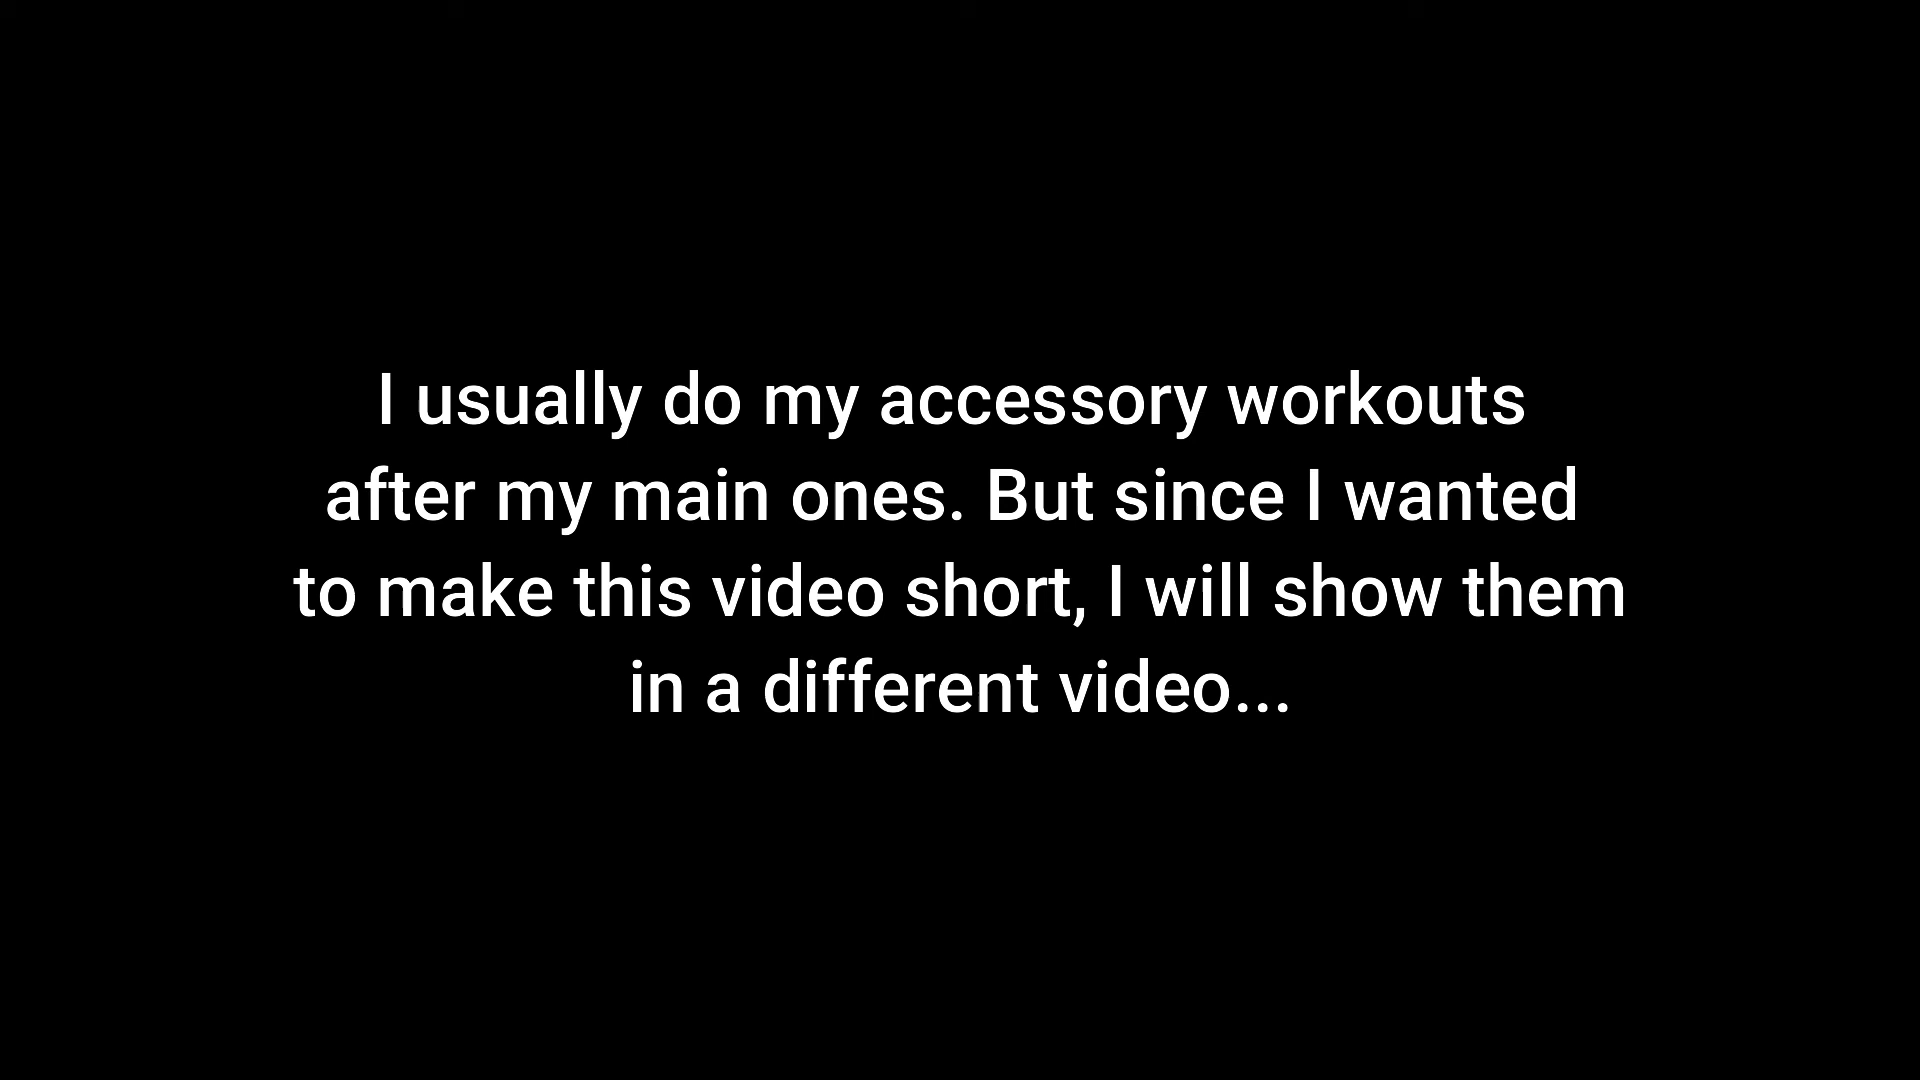 I usually do my accessory workouts
after my main ones. But since I wanted
to make this video short, I will show them
in a different video...